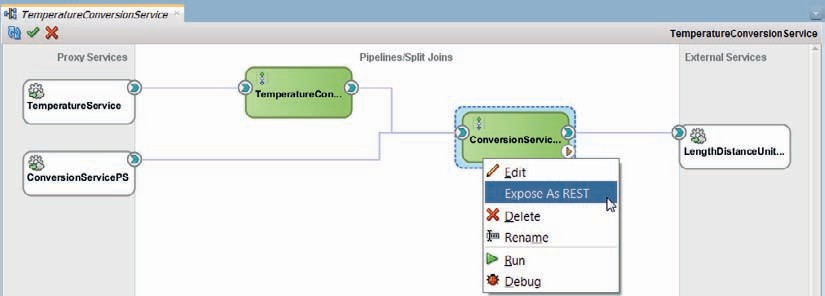 TemperatureConversionService
TemperatureConversionService
Proxy Services
Pipelines/Split Joins
External Services
TemperatureService
TemperatureCon...
ConversionServic...
ConversionServicePS
LengthDistanceUnit...
Edit
Expose As REST
Delete
Rename
Run
Debug